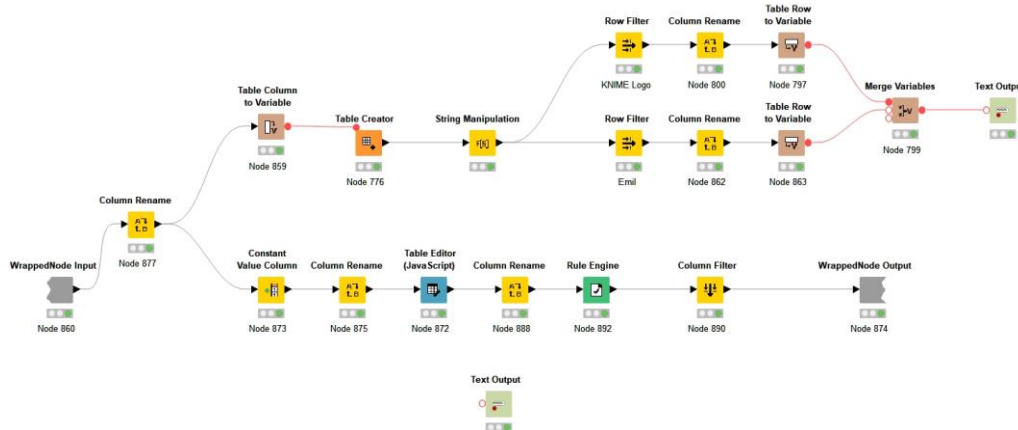 Row Filter
KNIME Logo
Column Rename
Node 800
Table Row
to Variable
Node 797
Merge Variables
Node 799
Text Outpu
Table Column
to Variable
Node 859
Table Creator
Node 776
String Manipulation
Row Filter
Emil
Column Rename
Node 862
Table Row
to Variable
Node 863
Column Rename
Node 877
WrappedNode Input
Node 860
Constant
Value Column
Node 873
Column Rename
Node 875
Table Editor
(JavaScript)
Node 872
Column Rename
Node 888
Rule Engine
Node 892
Column Filter
Node 890
WrappedNode Output
Node 874
Text Output